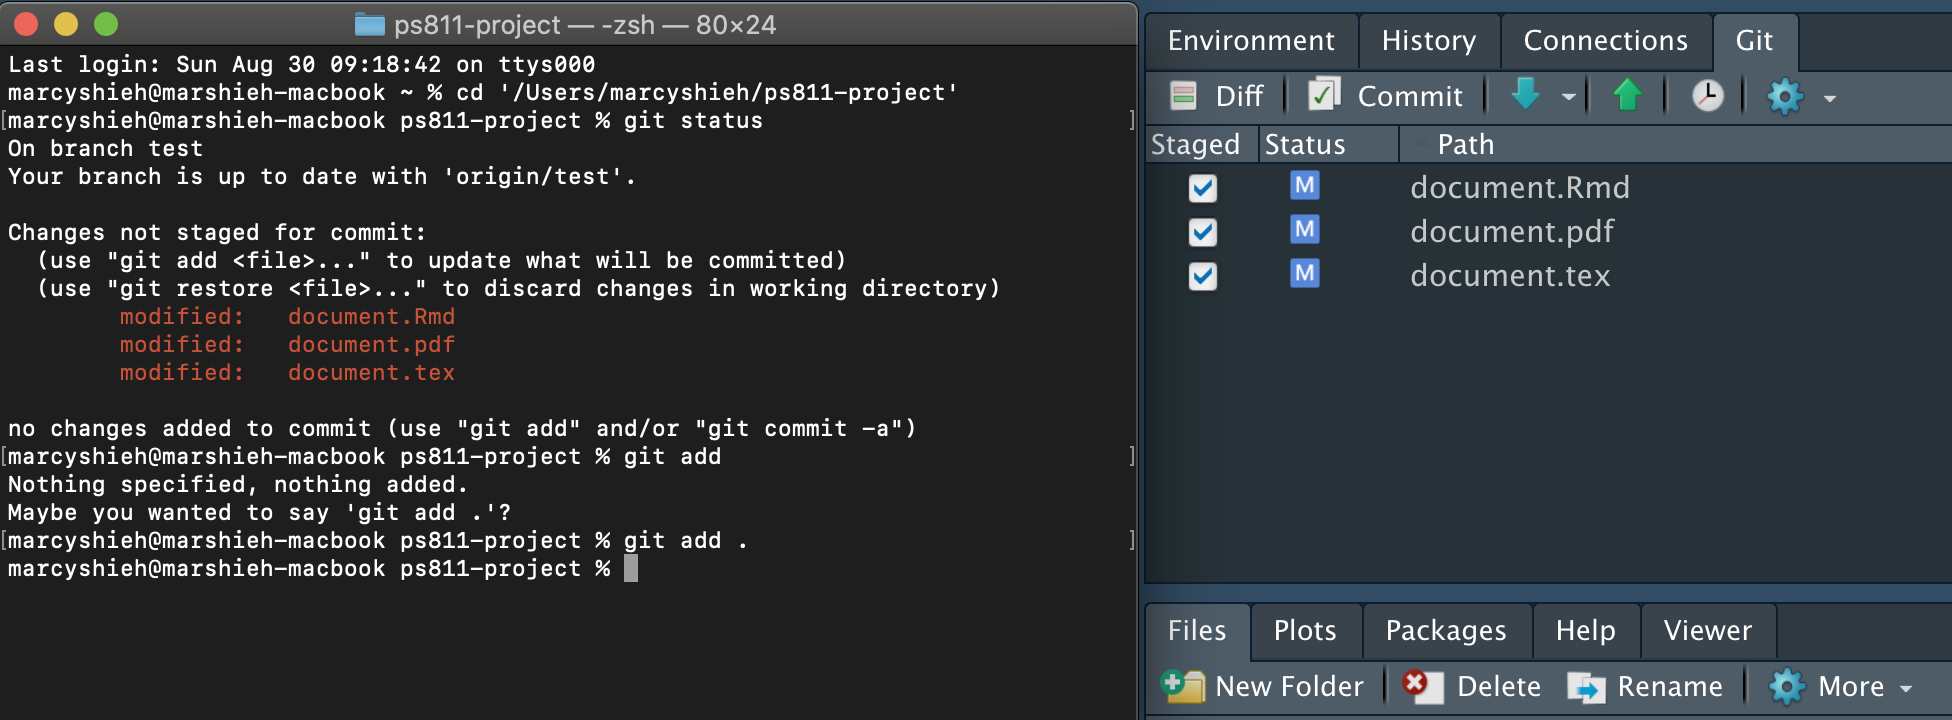 ps811-project — -zsh — 80×24
Last login: Sun Aug 30 09:18:42 on ttys000
marcyshieh@marshieh-macbook ~ % cd '/Users/marcyshieh/ps811-project'
[marcyshieh@marshieh-macbook ps811-project % git status ]
On branch test
Your branch is up to date with 'origin/test'.
Changes not staged for commit:
  (use "git add <file>..." to update what will be committed)
  (use "git restore <file>..." to discard changes in working directory)
        modified:   document.Rmd
        modified:   document.pdf
        modified:   document.tex
no changes added to commit (use "git add" and/or "git commit -a")
[marcyshieh@marshieh-macbook ps811-project % git add ]
Nothing specified, nothing added.
Maybe you wanted to say 'git add .'?
[marcyshieh@marshieh-macbook ps811-project % git add . ]
marcyshieh@marshieh-macbook ps811-project %
Environment History Connections Git
Diff Commit
Staged Status Path
M document.Rmd
M document.pdf
M document.tex
Files Plots Packages Help Viewer
New Folder Delete Rename More